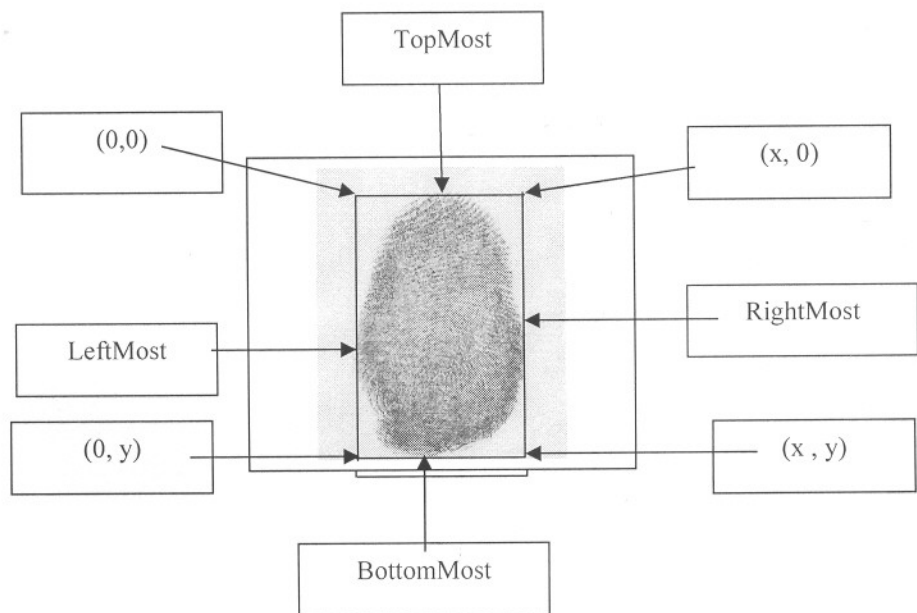 TopMost
(0,0)
(x, 0)
RightMost
LeftMost
(0, y)
(x , y)
BottomMost